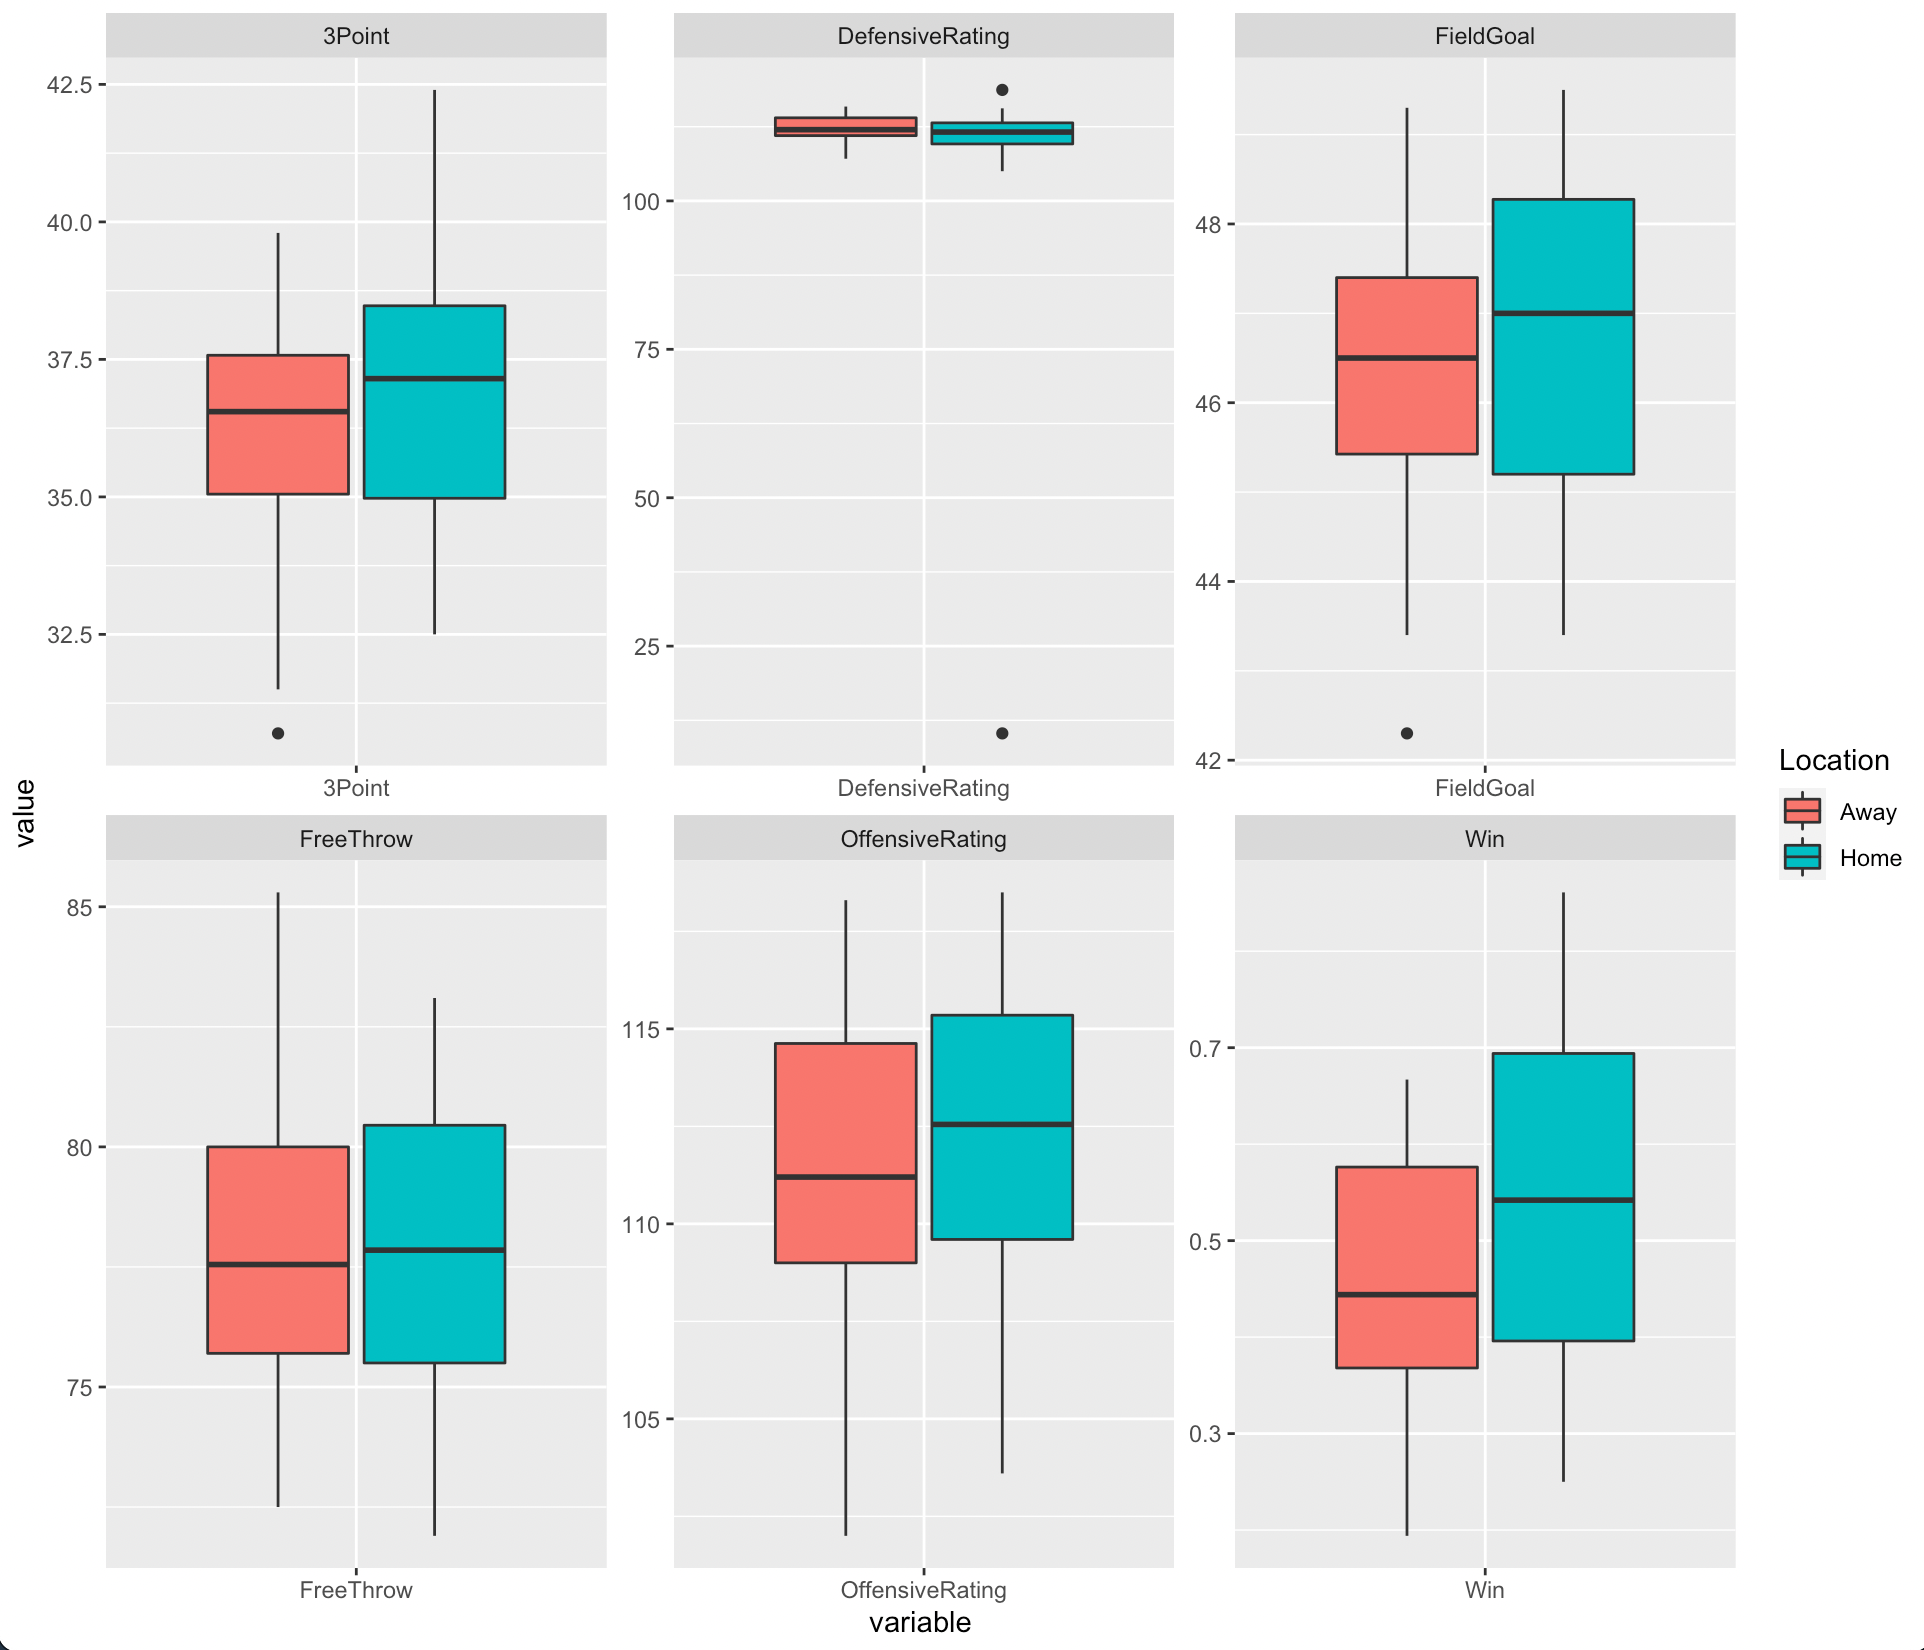 3Point
DefensiveRating
FieldGoal
42.5
40.0
37.5
35.0
32.5
100
75
50
25
48
46
44
42
3Point
DefensiveRating
FieldGoal
FreeThrow
OffensiveRating
Win
85
80
75
115
110
105
0.7
0.5
0.3
FreeThrow
OffensiveRating
Win
variable
value
Location
Away
Home